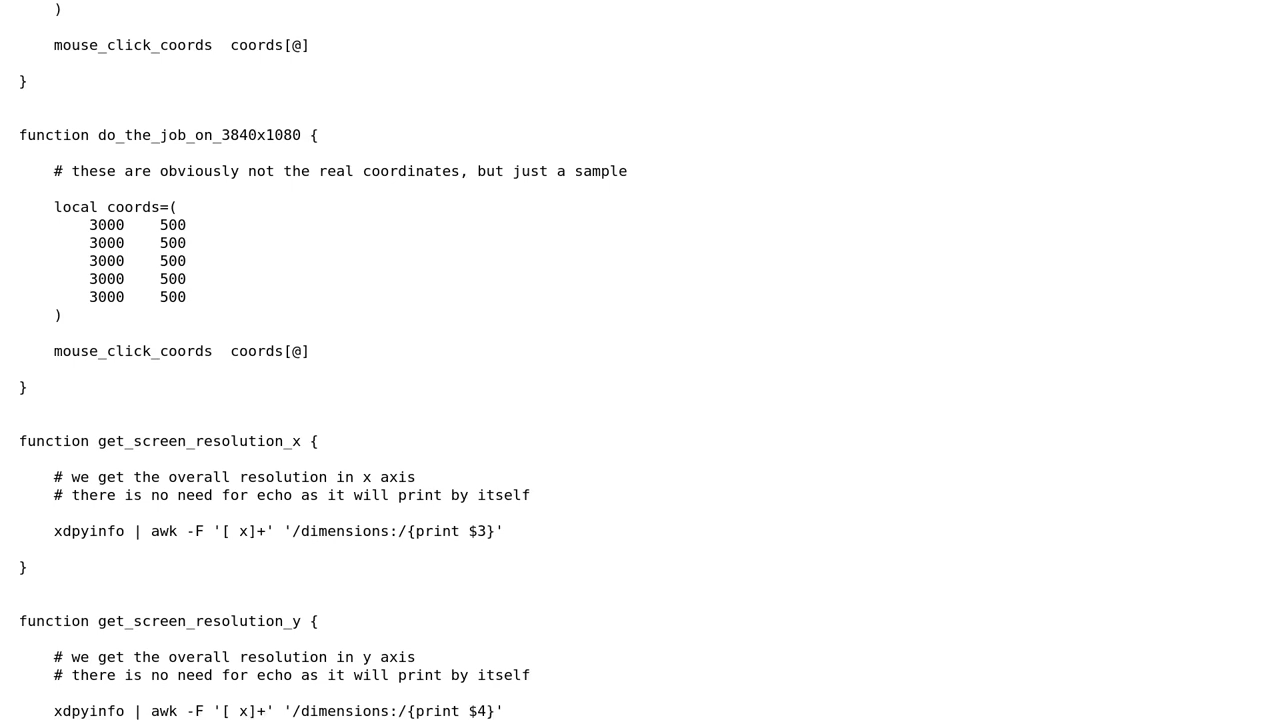 )

    mouse_click_coords  coords[@]

}


function do_the_job_on_3840x1080 {

    # these are obviously not the real coordinates, but just a sample

    local coords=(
        3000    500
        3000    500
        3000    500
        3000    500
        3000    500
    )

    mouse_click_coords  coords[@]

}


function get_screen_resolution_x {

    # we get the overall resolution in x axis
    # there is no need for echo as it will print by itself

    xdpyinfo | awk -F '[ x]+' '/dimensions:/{print $3}'

}


function get_screen_resolution_y {

    # we get the overall resolution in y axis
    # there is no need for echo as it will print by itself

    xdpyinfo | awk -F '[ x]+' '/dimensions:/{print $4}'